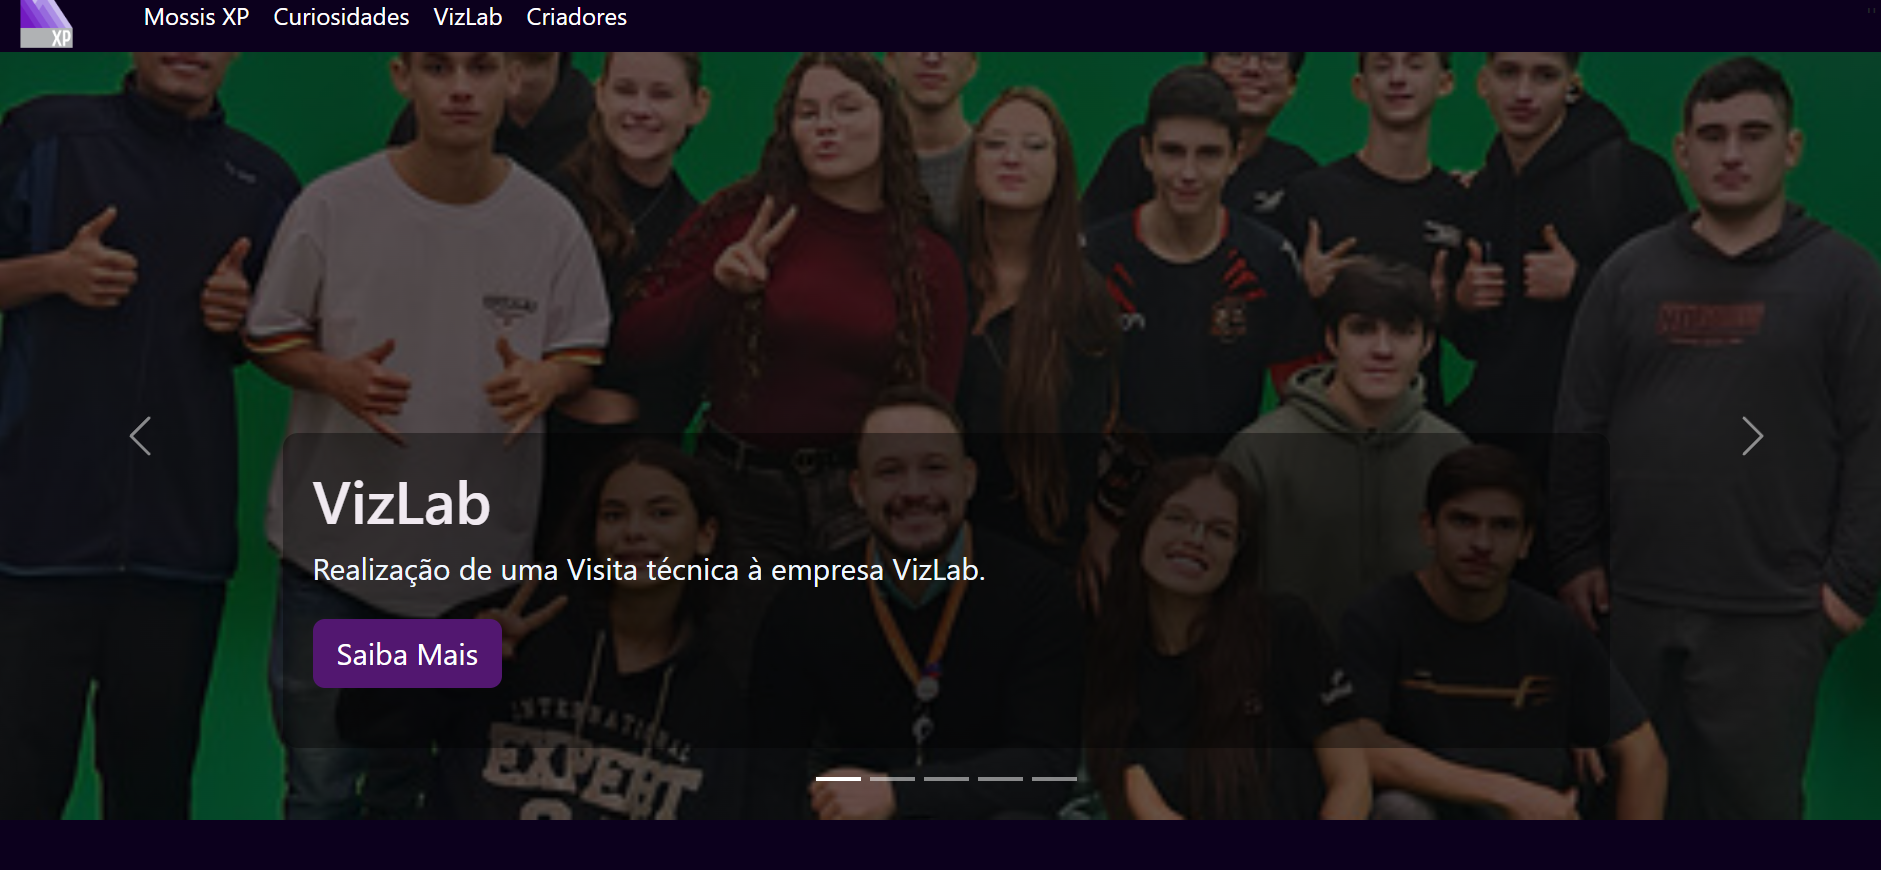 XP
Mossis XP Curiosidades VizLab Criadores
VizLab
Realização de uma Visita técnica à empresa VizLab.
Saiba Mais
INTERNATIONAL
EXPERT